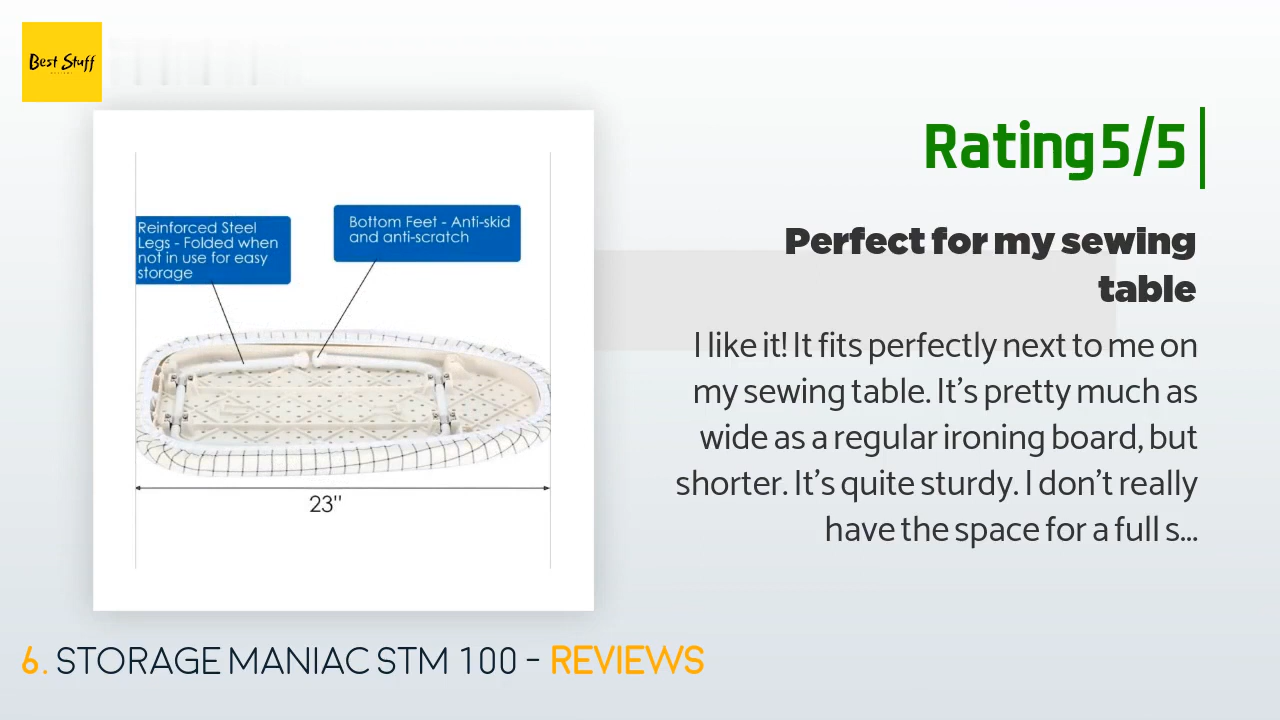 Best Stuff
Rating 5/5
Reinforced Steel
Legs - Folded when
not in use for easy
storage
Bottom Feet - Anti-skid
and anti-scratch
23"
Perfect for my sewing
table
I like it! It fits perfectly next to me on
my sewing table. It’s pretty much as
wide as a regular ironing board, but
shorter. It’s quite sturdy. I don’t really
have the space for a full s...
6. STORAGE MANIAC STM 100 - REVIEWS